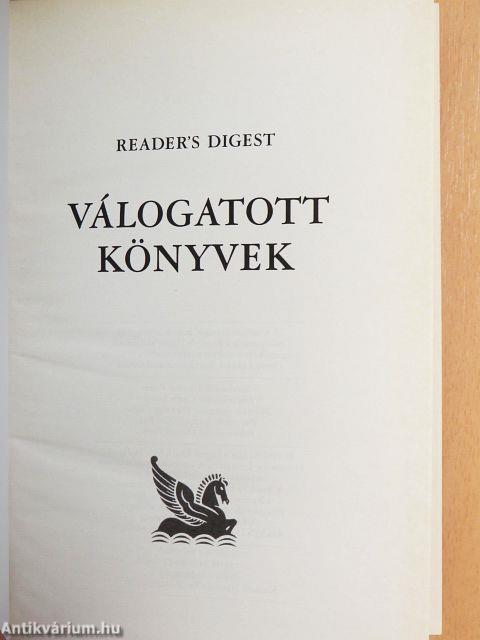 READER'S DIGEST
VÁLOGATOTT
KÖNYVEK
Antikvárium.hu